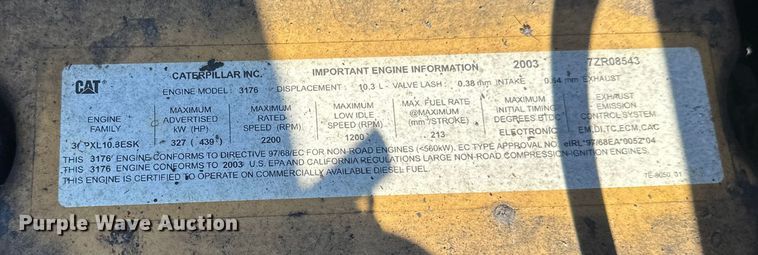 CAT
CATERPILLAR INC. IMPORTANT ENGINE INFORMATION 2003 7ZR08543
ENGINE MODEL 3176 DISPLACEMENT : 10.3 L - VALVE LASH : 0.38 mm INTAKE 0.64 mm EXHAUST
ENGINE FAMILY MAXIMUM ADVERTISED kW (HP) MAXIMUM RATED SPEED (RPM) MAXIMUM LOW IDLE SPEED (RPM) MAX. FUEL RATE @MAXIMUM (mm³/STROKE) MAXIMUM INITIAL TIMING DEGREES BTDC EXHAUST EMISSION CONTROL SYSTEM
327 ( 439 ) 2200 1200 213 ELECTRONIC EM,DI,TC,ECM,CAC
THIS 3176 ENGINE CONFORMS TO DIRECTIVE 97/68/EC FOR NON-ROAD ENGINES (<560kW). EC TYPE APPROVAL NO. eIRL*97/68EA*0052*04
THIS 3176 ENGINE CONFORMS TO 2003 U.S. EPA AND CALIFORNIA REGULATIONS LARGE NON-ROAD COMPRESSION-IGNITION ENGINES.
THIS ENGINE IS CERTIFIED TO OPERATE ON COMMERCIALLY AVAILABLE DIESEL FUEL.
Purple Wave Auction